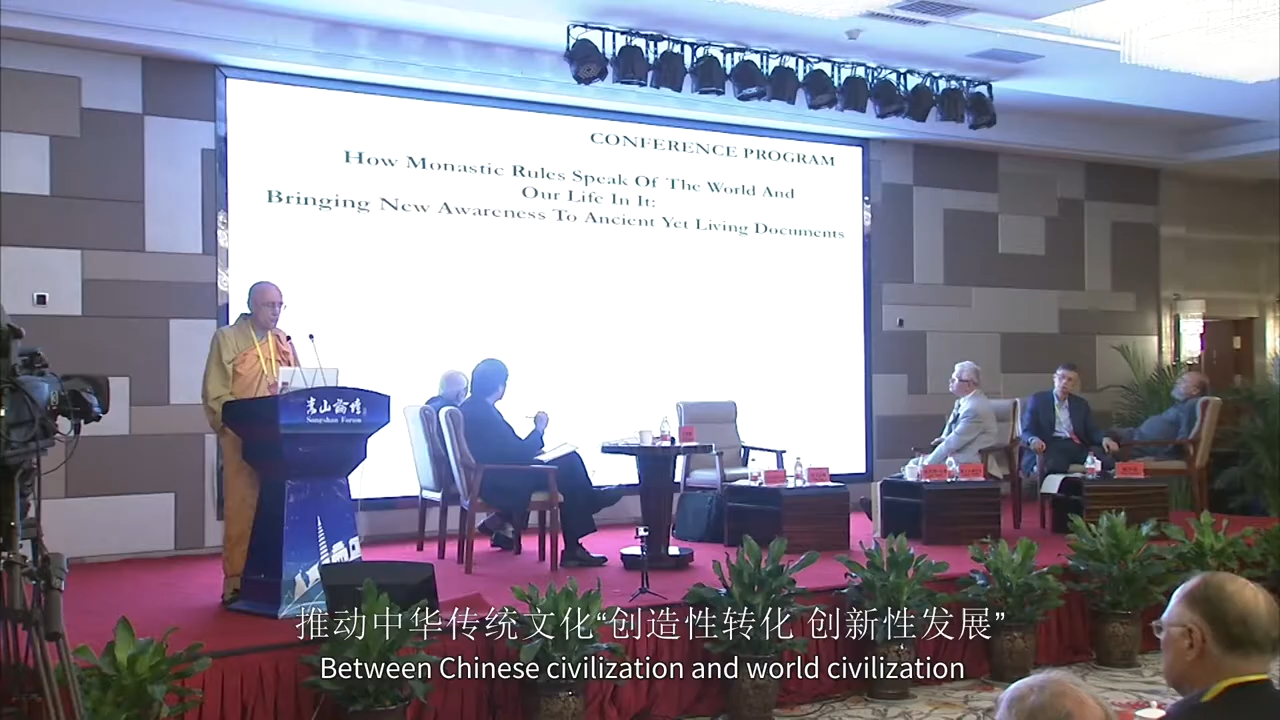 CONFERENCE PROGRAM
How Monastic Rules Speak Of The World And
Our Life In It:
Bringing New Awareness To Ancient Yet Living Documents
嵩山论坛
Songshan Forum
推动中华传统文化“创造性转化 创新性发展”
Between Chinese civilization and world civilization